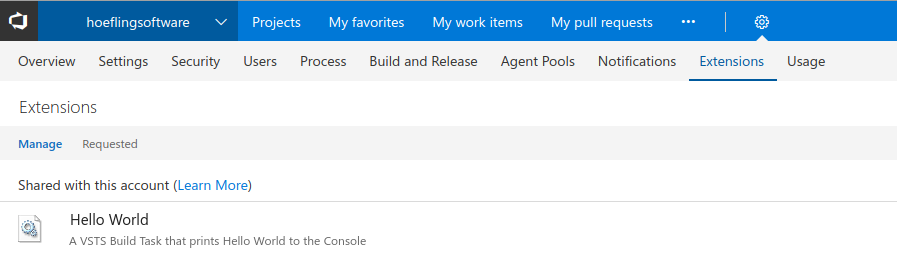 hoeflingsoftware Projects My favorites My work items My pull requests ...
Overview Settings Security Users Process Build and Release Agent Pools Notifications Extensions Usage
Extensions
Manage Requested
Shared with this account (Learn More)
Hello World
A VSTS Build Task that prints Hello World to the Console